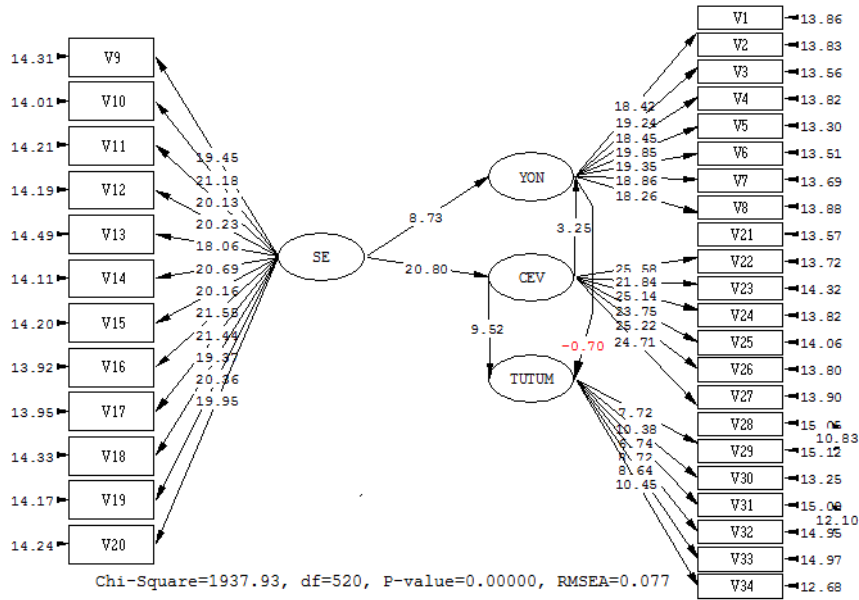 14.31 V9
14.01 V10
14.21 V11
14.19 V12
14.49 V13
14.11 V14
14.20 V15
13.92 V16
13.95 V17
14.33 V18
14.17 V19
14.24 V20
19.45
21.18
20.13
20.23
18.06
20.69
20.16
21.58
21.44
19.37
20.36
19.95
SE
8.73
20.80
YON
3.25
CEV
9.52
-0.70
TUTUM
18.42
19.24
18.45
19.85
19.35
18.86
18.26
25.58
21.84
25.14
23.75
25.22
24.71
7.72
10.38
8.64
10.45
V1 13.86
V2 13.83
V3 13.56
V4 13.82
V5 13.30
V6 13.51
V7 13.69
V8 13.88
V21 13.57
V22 13.72
V23 14.32
V24 13.82
V25 14.06
V26 13.80
V27 13.90
V28
10.83
V29 15.12
V30 13.25
V31
12.10
V32 14.95
V33 14.97
V34 12.68
Chi-Square=1937.93, df=520, P-value=0.00000, RMSEA=0.077